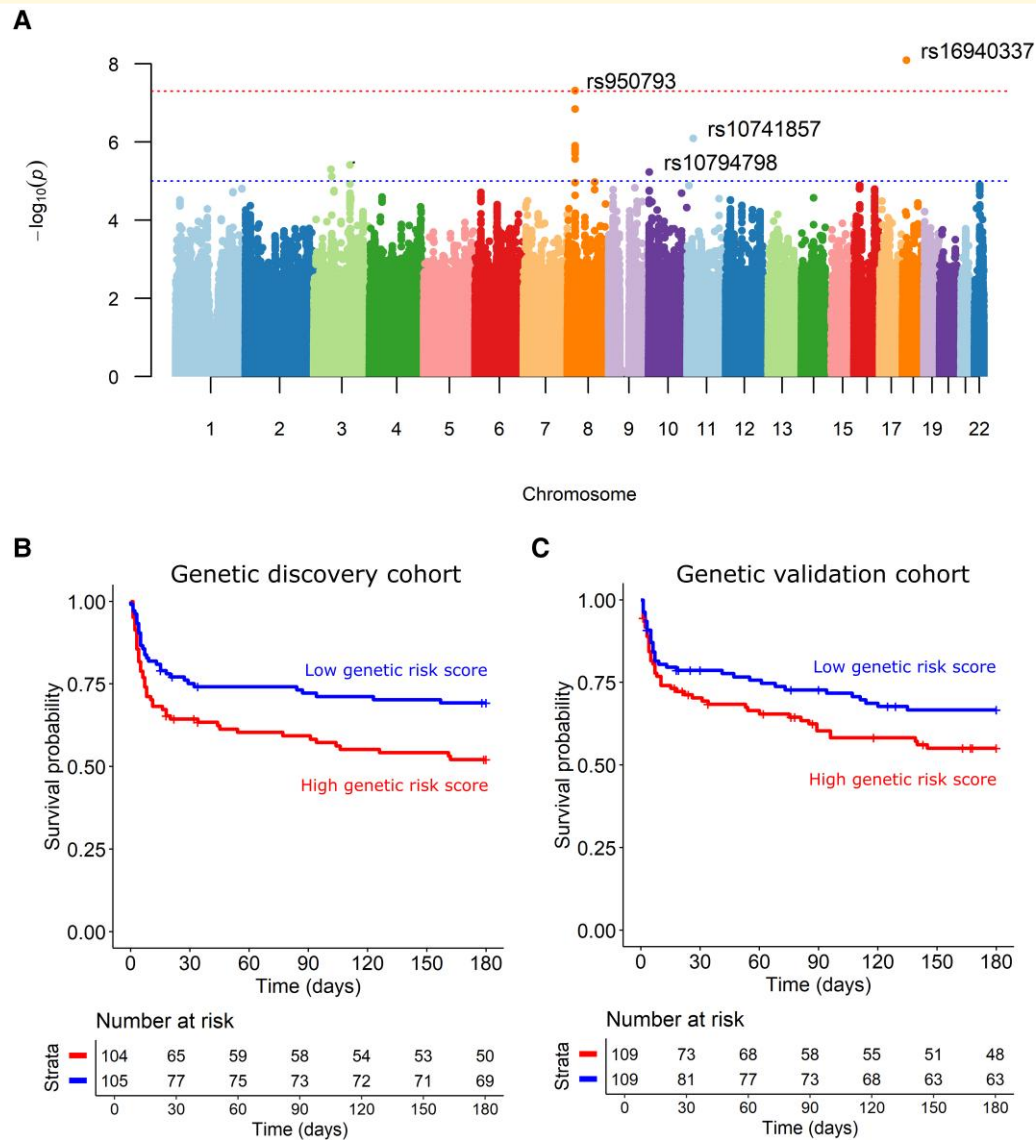 A
8
6
4
2
0
−log10(p)
rs16940337
rs950793
rs10741857
rs10794798
1 2 3 4 5 6 7 8 9 10 11 12 13 15 17 19 22
Chromosome
B
Genetic discovery cohort
1.00
0.75
0.50
0.25
0.00
Survival probability
Low genetic risk score
High genetic risk score
0 30 60 90 120 150 180
Time (days)
Number at risk
Strata
104 65 59 58 54 53 50
105 77 75 73 72 71 69
0 30 60 90 120 150 180
Time (days)
C
Genetic validation cohort
1.00
0.75
0.50
0.25
0.00
Survival probability
Low genetic risk score
High genetic risk score
0 30 60 90 120 150 180
Time (days)
Number at risk
Strata
109 73 68 58 55 51 48
109 81 77 73 68 63 63
0 30 60 90 120 150 180
Time (days)